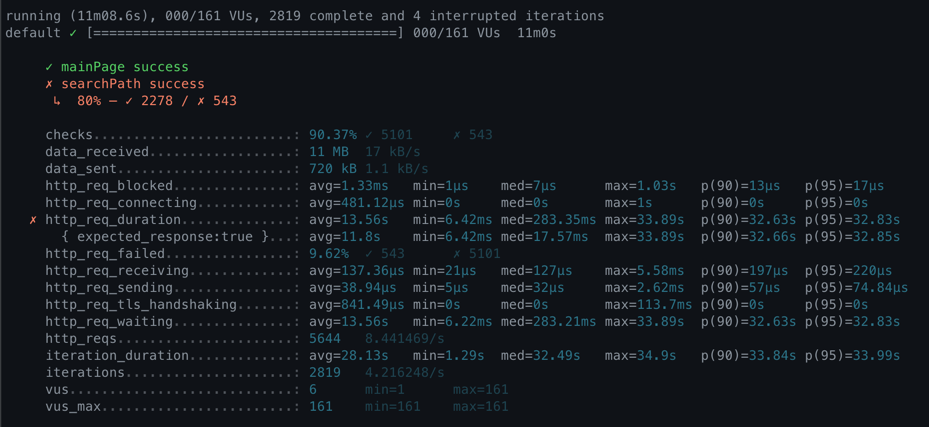 running (11m08.6s), 000/161 VUs, 2819 complete and 4 interrupted iterations
default ✓ [======================================] 000/161 VUs  11m0s
✓ mainPage success
✗ searchPath success
↳  80% — ✓ 2278 / ✗ 543
checks.........................: 90.37% ✓ 5101     ✗ 543
data_received..................: 11 MB  17 kB/s
data_sent......................: 720 kB 1.1 kB/s
http_req_blocked...............: avg=1.33ms   min=1µs    med=7µs      max=1.03s   p(90)=13µs   p(95)=17µs
http_req_connecting............: avg=481.12µs min=0s     med=0s       max=1s      p(90)=0s     p(95)=0s
✗ http_req_duration..............: avg=13.56s   min=6.42ms med=283.35ms max=33.89s  p(90)=32.63s p(95)=32.83s
{ expected_response:true }...: avg=11.8s    min=6.42ms med=17.57ms  max=33.89s  p(90)=32.66s p(95)=32.85s
http_req_failed................: 9.62%  ✓ 543      ✗ 5101
http_req_receiving.............: avg=137.36µs min=21µs   med=127µs    max=5.58ms  p(90)=197µs  p(95)=220µs
http_req_sending...............: avg=38.94µs  min=5µs    med=32µs     max=2.62ms  p(90)=57µs   p(95)=74.84µs
http_req_tls_handshaking.......: avg=841.49µs min=0s     med=0s       max=113.7ms p(90)=0s     p(95)=0s
http_req_waiting...............: avg=13.56s   min=6.22ms med=283.21ms max=33.89s  p(90)=32.63s p(95)=32.83s
http_reqs......................: 5644   8.441469/s
iteration_duration.............: avg=28.13s   min=1.29s  med=32.49s   max=34.9s   p(90)=33.84s p(95)=33.99s
iterations.....................: 2819   4.216248/s
vus............................: 6      min=1      max=161
vus_max........................: 161    min=161    max=161